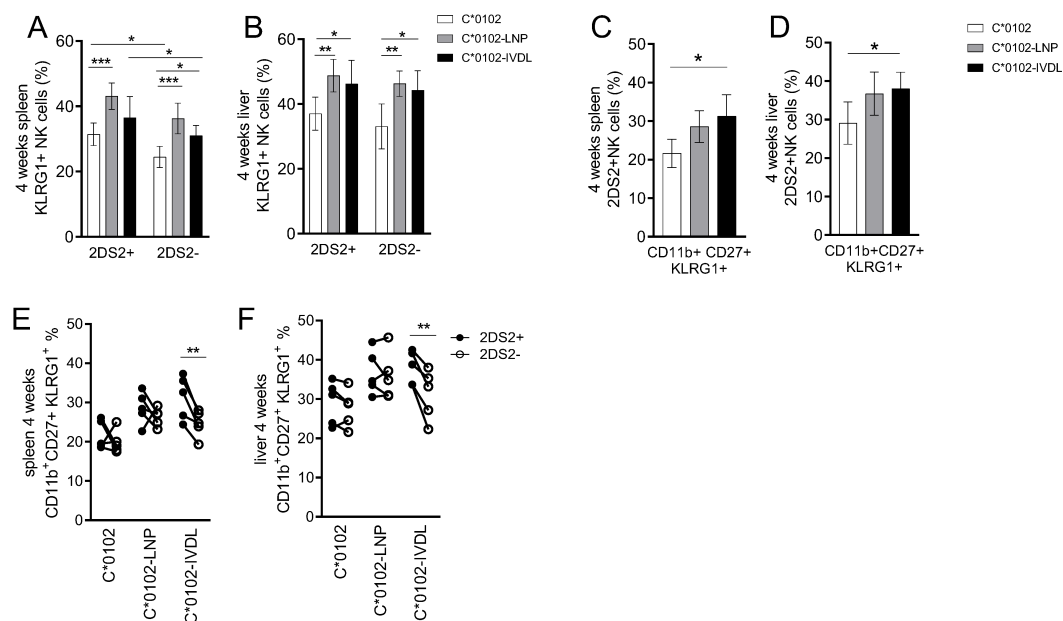 A
4 weeks spleen
KLRG1+ NK cells (%)
60
40
20
0
*
*
***
*
***
2DS2+
2DS2-
B
4 weeks liver
KLRG1+ NK cells (%)
60
40
20
0
*
**
*
**
2DS2+
2DS2-
C*0102
C*0102-LNP
C*0102-IVDL
C
4 weeks spleen
2DS2+NK cells (%)
50
40
30
20
10
0
*
CD11b+ CD27+
KLRG1+
D
4 weeks liver
2DS2+NK cells (%)
50
40
30
20
10
0
*
CD11b+CD27+
KLRG1+
C*0102
C*0102-LNP
C*0102-IVDL
E
spleen 4 weeks
CD11b+CD27+ KLRG1+ %
50
40
30
20
10
0
**
C*0102
C*0102-LNP
C*0102-IVDL
F
liver 4 weeks
CD11b+CD27+ KLRG1+ %
50
40
30
20
10
0
**
C*0102
C*0102-LNP
C*0102-IVDL
2DS2+
2DS2-